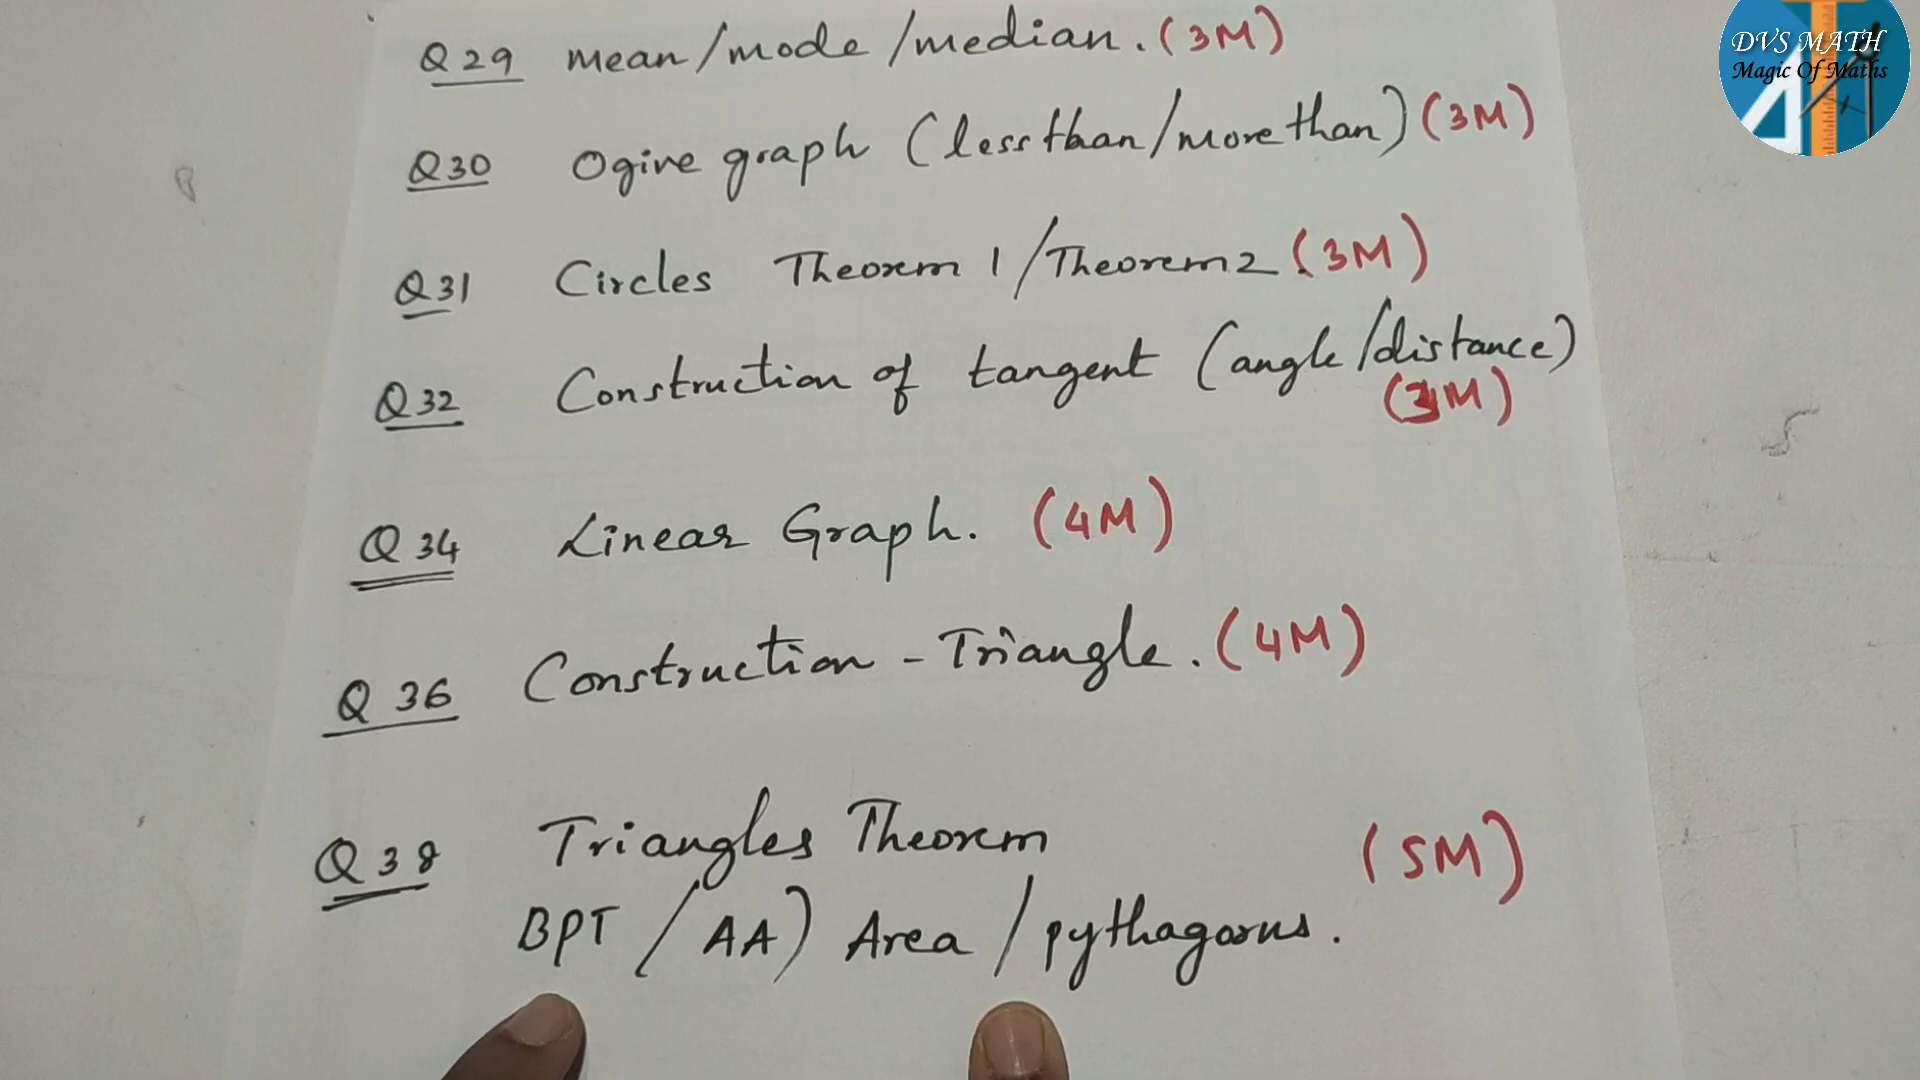 Q29 mean/mode/median. (3M)
DVS MATH
Magic Of Maths
Q30 Ogive graph (less than/more than) (3M)
Q31 Circles Theorem 1/Theorem 2 (3M)
Q32 Construction of tangent (angle/distance)
(3M)
Q34 Linear Graph. (4M)
Q36 Construction - Triangle. (4M)
Q38 Triangles Theorem (5M)
BPT / AA) Area / pythagorus.